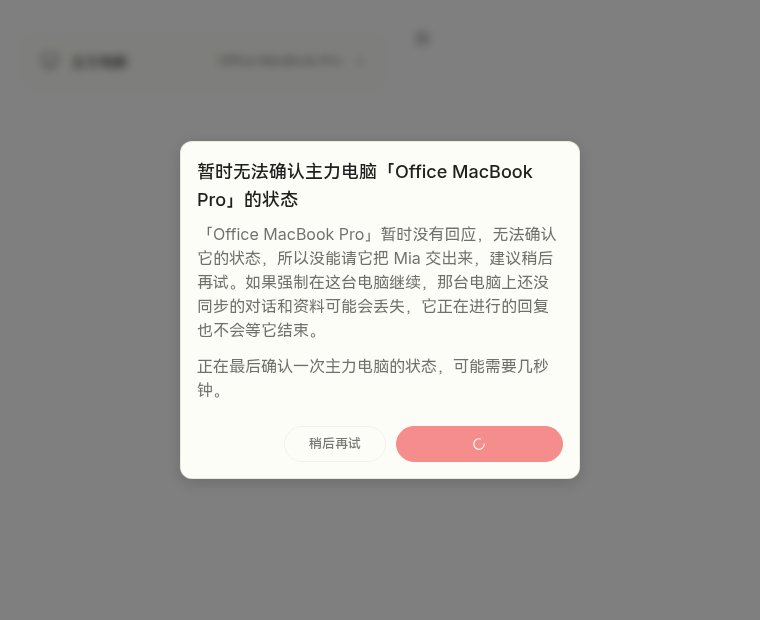 Office MacBook Pro
暂时无法确认主力电脑「Office MacBook
Pro」的状态
「Office MacBook Pro」暂时没有回应，无法确认
它的状态，所以没能请它把 Mia 交出来，建议稍后
再试。如果强制在这台电脑继续，那台电脑上还没
同步的对话和资料可能会丢失，它正在进行的回复
也不会等它结束。
正在最后确认一次主力电脑的状态，可能需要几秒
钟。
稍后再试